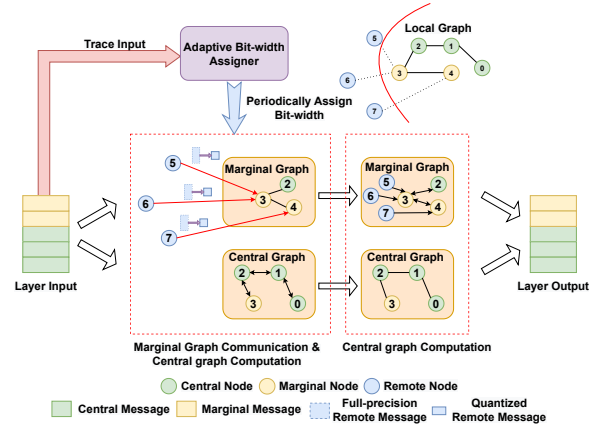 Trace Input
Adaptive Bit-width
Assigner
Local Graph
5
2
1
0
6
3
4
7
Periodically Assign
Bit-width
5
6
7
Marginal Graph
2
3
4
Marginal Graph
5
2
6
3
7
4
Central Graph
2
1
3
0
Central Graph
2
1
3
0
Layer Input
Layer Output
Marginal Graph Communication &
Central graph Computation
Central graph Computation
Central Node
Marginal Node
Remote Node
Central Message
Marginal Message
Full-precision
Remote Message
Quantized
Remote Message